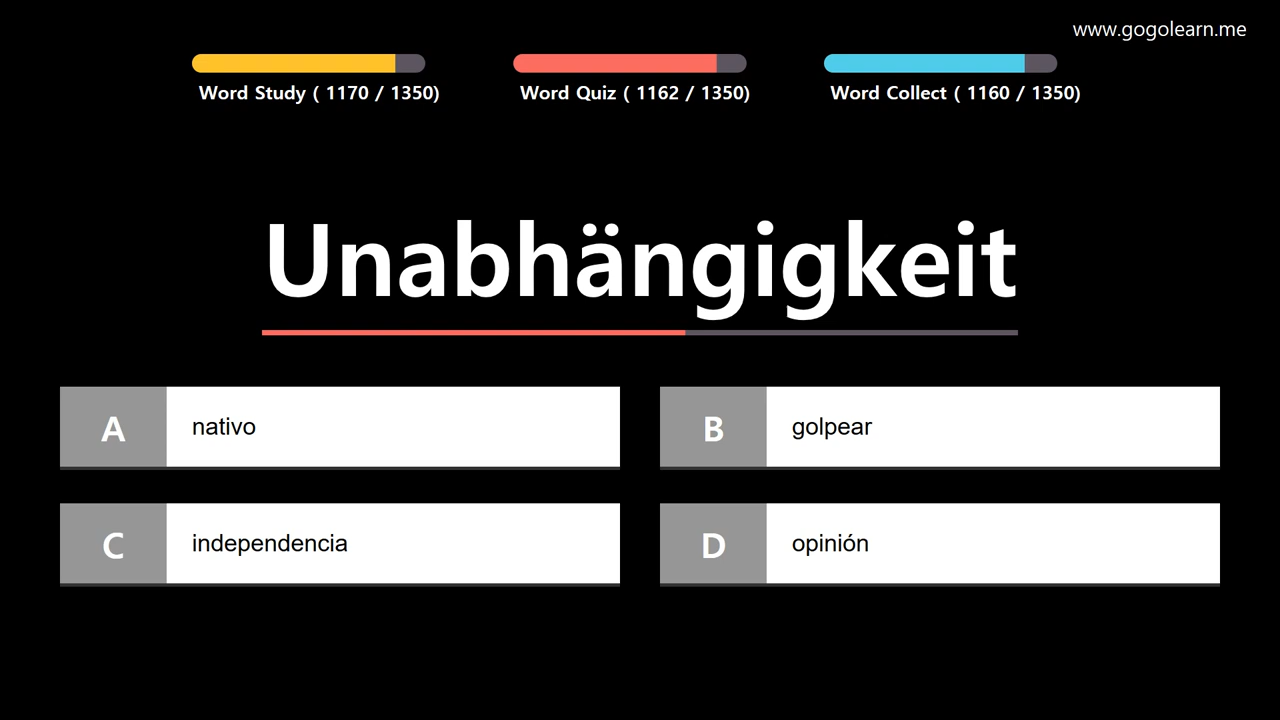 www.gogolearn.me
Word Study ( 1170 / 1350)
Word Quiz ( 1162 / 1350)
Word Collect ( 1160 / 1350)
Unabhängigkeit
A nativo
B golpear
C independencia
D opinión